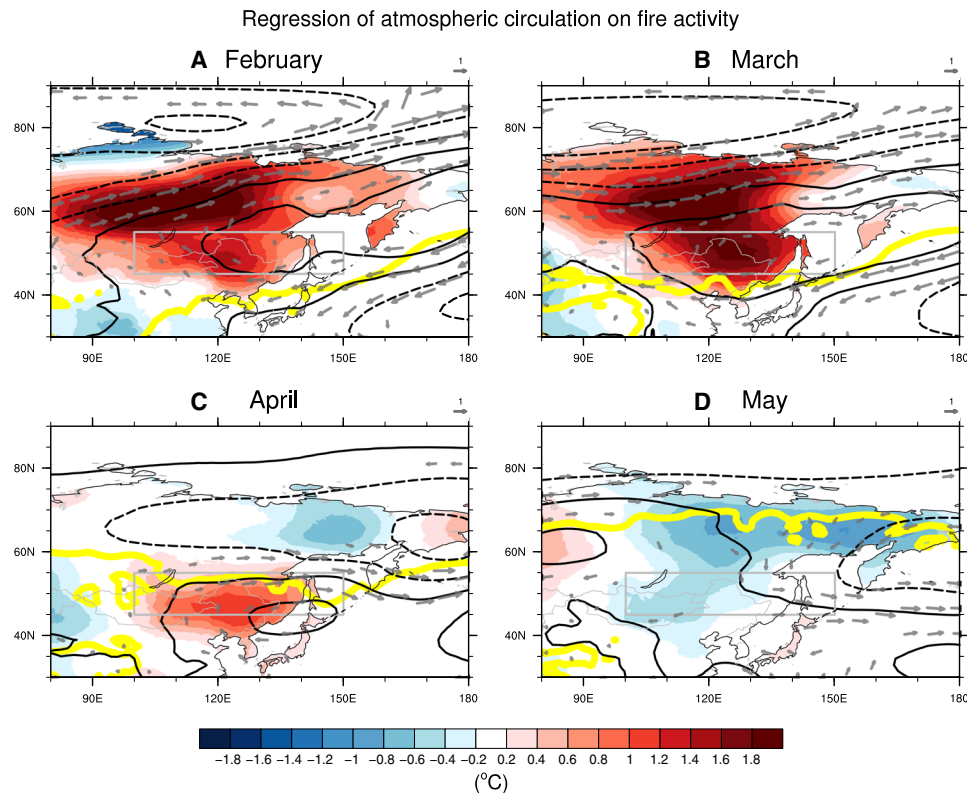 Regression of atmospheric circulation on fire activity
A February
1
B March
1
80N
60N
40N
90E 120E 150E 180
80N
60N
40N
90E 120E 150E 180
C April
1
D May
1
80N
60N
40N
90E 120E 150E 180
80N
60N
40N
90E 120E 150E 180
−1.8 −1.6 −1.4 −1.2 −1 −0.8 −0.6 −0.4 −0.2 0.2 0.4 0.6 0.8 1 1.2 1.4 1.6 1.8
(°C)